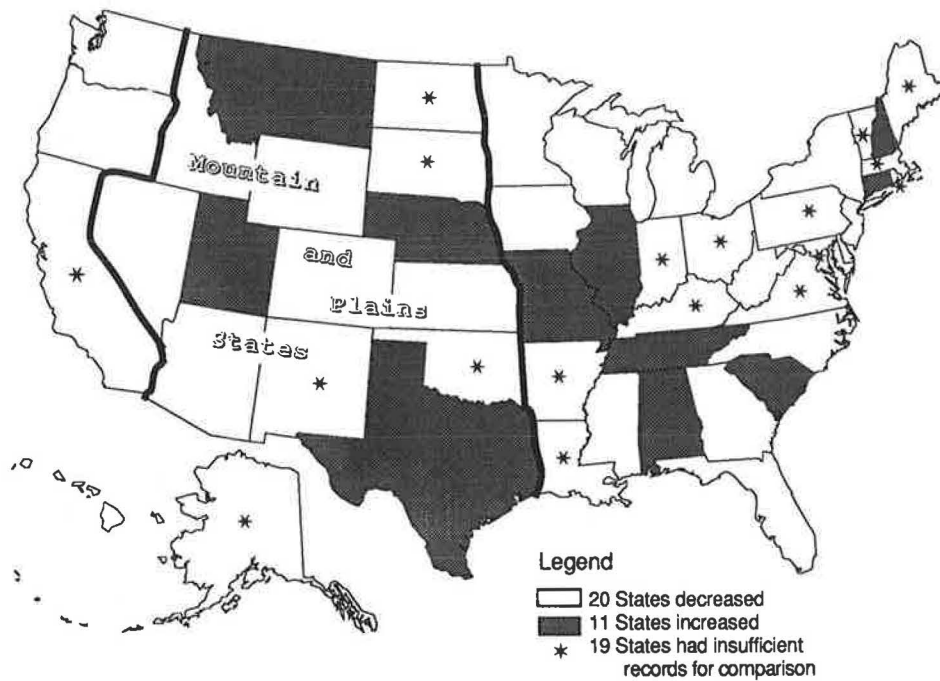 Mountain
and
Plains
States
Legend
20 States decreased
11 States increased
* 19 States had insufficient
records for comparison